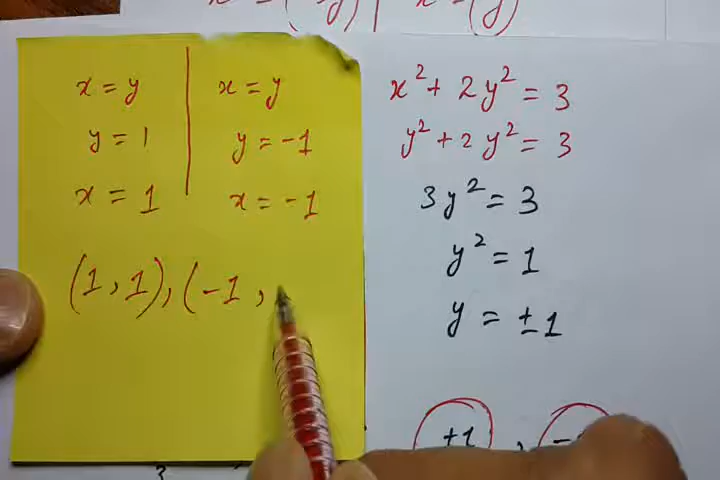 x = y
y = 1
x = 1
x = y
y = -1
x = -1
(1, 1), (-1,
x² + 2y² = 3
y² + 2y² = 3
3y² = 3
y² = 1
y = ±1
+1 ,